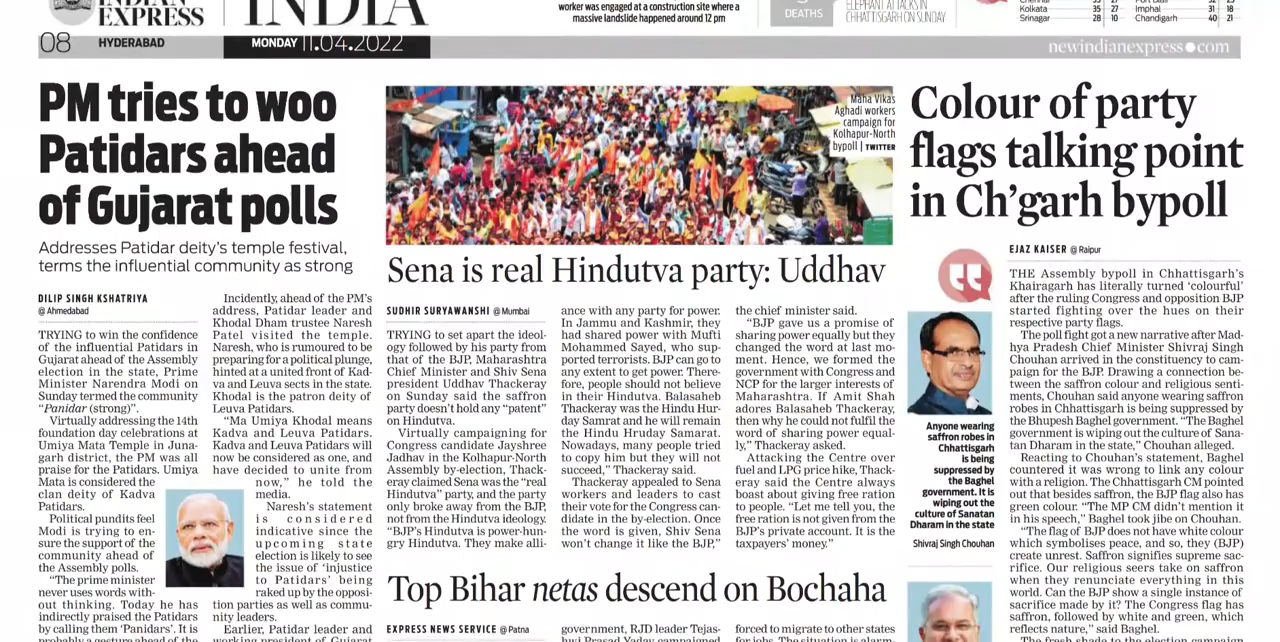 INDIAN
EXPRESS
INDIA
worker was engaged at a construction site where a
massive landslide happened around 12 pm
DEATHS
ELEPHANT ATTACKS IN
CHHATTISGARH ON SUNDAY
Kolkata 35 27
Srinagar 28 10
Imphal 31 18
Chandigarh 40 21
08 HYDERABAD MONDAY 11.04.2022 newindianexpress.com
PM tries to woo
Patidars ahead
of Gujarat polls
Addresses Patidar deity's temple festival,
terms the influential community as strong
DILIP SINGH KSHATRIYA
@ Ahmedabad
TRYING to win the confidence
of the influential Patidars in
Gujarat ahead of the Assembly
election in the state, Prime
Minister Narendra Modi on
Sunday termed the community
"Panidar (strong)".
Virtually addressing the 14th
foundation day celebrations at
Umiya Mata Temple in Juna-
garh district, the PM was all
praise for the Patidars. Umiya
Mata is considered the
clan deity of Kadva
Patidars.
Political pundits feel
Modi is trying to en-
sure the support of the
community ahead of
the Assembly polls.
"The prime minister
never uses words with-
out thinking. Today he has
indirectly praised the Patidars
by calling them 'Panidars'. It is
probably a gesture ahead of the
Incidently, ahead of the PM's
address, Patidar leader and
Khodal Dham trustee Naresh
Patel visited the temple.
Naresh, who is rumoured to be
preparing for a political plunge,
hinted at a united front of Kad-
va and Leuva sects in the state.
Khodal is the patron deity of
Leuva Patidars.
"Ma Umiya Khodal means
Kadva and Leuva Patidars.
Kadva and Leuva Patidars will
now be considered as one, and
have decided to unite from
now," he told the
media.
Naresh's statement
is considered
indicative since the
upcoming state
election is likely to see
the issue of 'injustice
to Patidars' being
raked up by the opposi-
tion parties as well as commu-
nity leaders.
Earlier, Patidar leader and
working president of Gujarat
Maha Vikas
Aghadi workers
campaign for
Kolhapur-North
bypoll | TWITTER
Sena is real Hindutva party: Uddhav
SUDHIR SURYAWANSHI @ Mumbai
TRYING to set apart the ideol-
ogy followed by his party from
that of the BJP, Maharashtra
Chief Minister and Shiv Sena
president Uddhav Thackeray
on Sunday said the saffron
party doesn't hold any "patent"
on Hindutva.
Virtually campaigning for
Congress candidate Jayshree
Jadhav in the Kolhapur-North
Assembly by-election, Thack-
eray claimed Sena was the "real
Hindutva" party, and the party
only broke away from the BJP,
not from the Hindutva ideology.
"BJP's Hindutva is power-hun-
gry Hindutva. They make alli-
ance with any party for power.
In Jammu and Kashmir, they
had shared power with Mufti
Mohammed Sayed, who sup-
ported terrorists. BJP can go to
any extent to get power. There-
fore, people should not believe
in their Hindutva. Balasaheb
Thackeray was the Hindu Hur-
day Samrat and he will remain
the Hindu Hruday Samarat.
Nowadays, many people tried
to copy him but they will not
succeed," Thackeray said.
Thackeray appealed to Sena
workers and leaders to cast
their vote for the Congress can-
didate in the by-election. Once
the word is given, Shiv Sena
won't change it like the BJP,"
the chief minister said.
"BJP gave us a promise of
sharing power equally but they
changed the word at last mo-
ment. Hence, we formed the
government with Congress and
NCP for the larger interests of
Maharashtra. If Amit Shah
adores Balasaheb Thackeray,
then why he could not fulfil the
word of sharing power equal-
ly," Thackeray asked.
Attacking the Centre over
fuel and LPG price hike, Thack-
eray said the Centre always
boast about giving free ration
to people. "Let me tell you, the
free ration is not given from the
BJP's private account. It is the
taxpayers' money."
Top Bihar netas descend on Bochaha
EXPRESS NEWS SERVICE @ Patna
government, RJD leader Tejas-
hwi Prasad Yadav campaigned
forced to migrate to other states
for jobs. The situation is alarm-
Colour of party
flags talking point
in Ch'garh bypoll
Anyone wearing
saffron robes in
Chhattisgarh
is being
suppressed by
the Baghel
government. It is
wiping out the
culture of Sanatan
Dharam in the state
Shivraj Singh Chouhan
EJAZ KAISER @ Raipur
THE Assembly bypoll in Chhattisgarh's
Khairagarh has literally turned 'colourful'
after the ruling Congress and opposition BJP
started fighting over the hues on their
respective party flags.
The poll fight got a new narrative after Mad-
hya Pradesh Chief Minister Shivraj Singh
Chouhan arrived in the constituency to cam-
paign for the BJP. Drawing a connection be-
tween the saffron colour and religious senti-
ments, Chouhan said anyone wearing saffron
robes in Chhattisgarh is being suppressed by
the Bhupesh Baghel government. "The Baghel
government is wiping out the culture of Sana-
tan Dharam in the state," Chouhan alleged.
Reacting to Chouhan's statement, Baghel
countered it was wrong to link any colour
with a religion. The Chhattisgarh CM pointed
out that besides saffron, the BJP flag also has
green colour. "The MP CM didn't mention it
in his speech," Baghel took jibe on Chouhan.
"The flag of BJP does not have white colour
which symbolises peace, and so, they (BJP)
create unrest. Saffron signifies supreme sac-
rifice. Our religious seers take on saffron
when they renunciate everything in this
world. Can the BJP show a single instance of
sacrifice made by it? The Congress flag has
saffron, followed by white and green, which
reflects nature," said Baghel.
The fresh shade to the election campaign